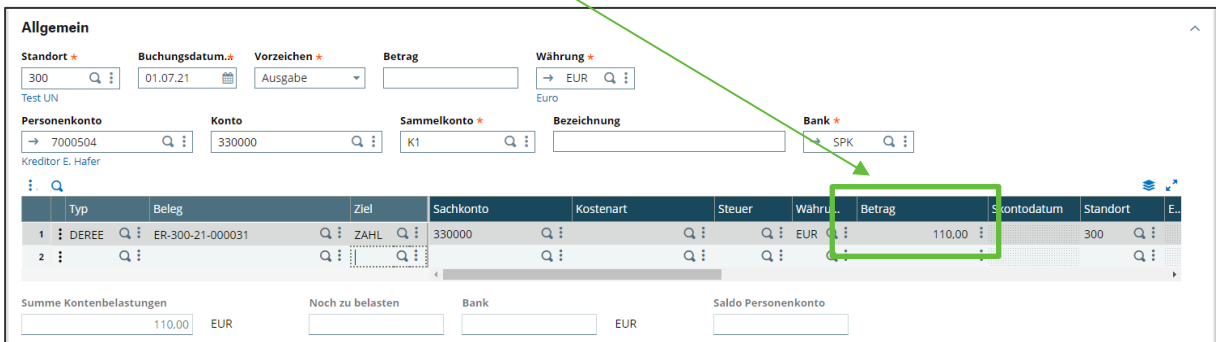 Allgemein
Standort * Buchungsdatum..* Vorzeichen * Betrag Währung *
300 01.07.21 Ausgabe EUR
Test UN Euro
Personenkonto Konto Sammelkonto * Bezeichnung Bank *
7000504 330000 K1 SPK
Kreditor E. Hafer
Typ Beleg Ziel Sachkonto Kostenart Steuer Währu... Betrag Skontodatum Standort E..
1 DEREE ER-300-21-000031 ZAHL 330000 EUR 110,00 300
2
Summe Kontenbelastungen Noch zu belasten Bank Saldo Personenkonto
110,00 EUR EUR